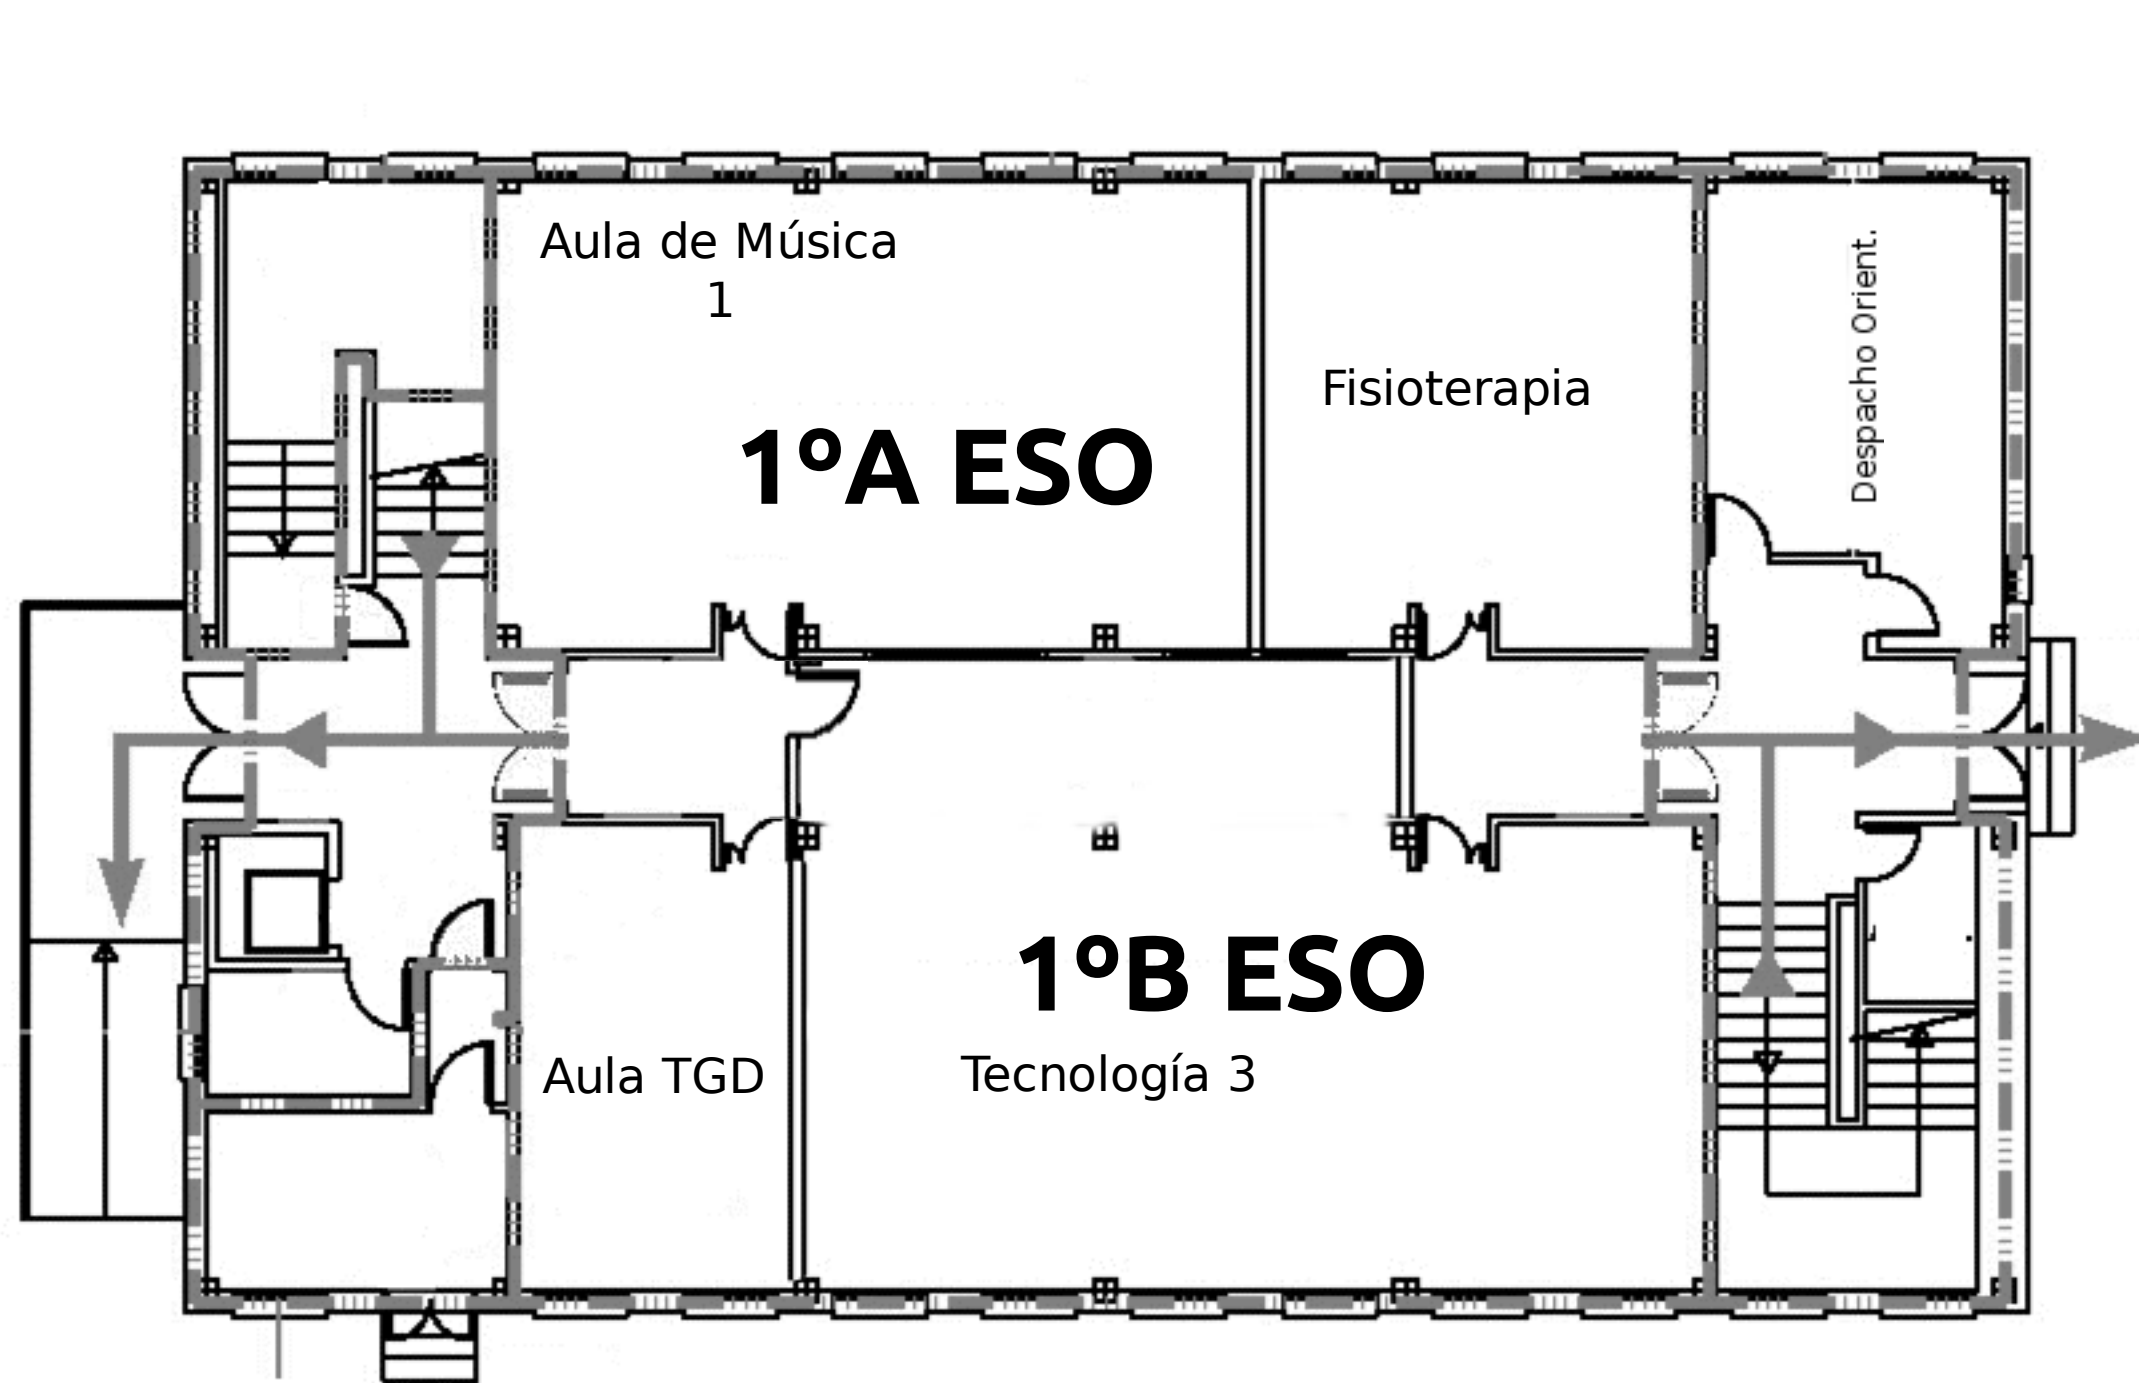 Aula de Música
1
1ºA ESO
Fisioterapia
Despacho Orient.
1ºB ESO
Aula TGD
Tecnología 3